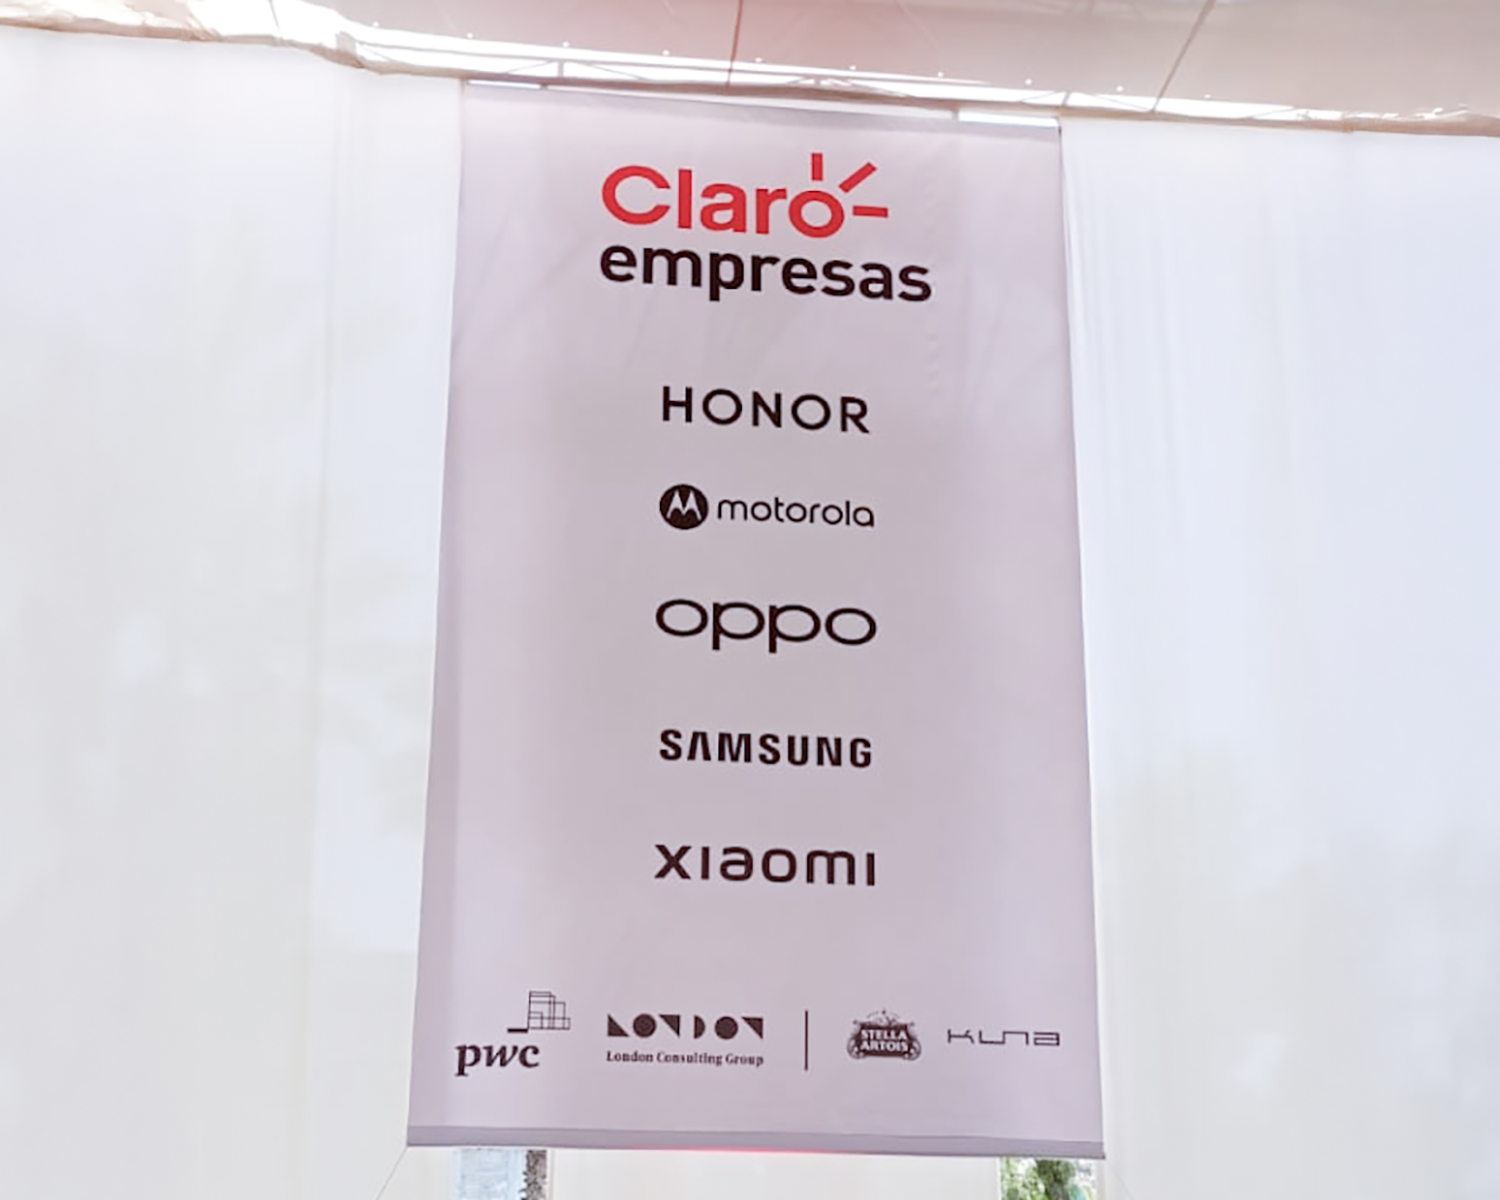 Claro
empresas
HONOR
motorola
oppo
SAMSUNG
xiaomi
pwc
LONDON
London Consulting Group
STELLA
ARTOIS
KUNA